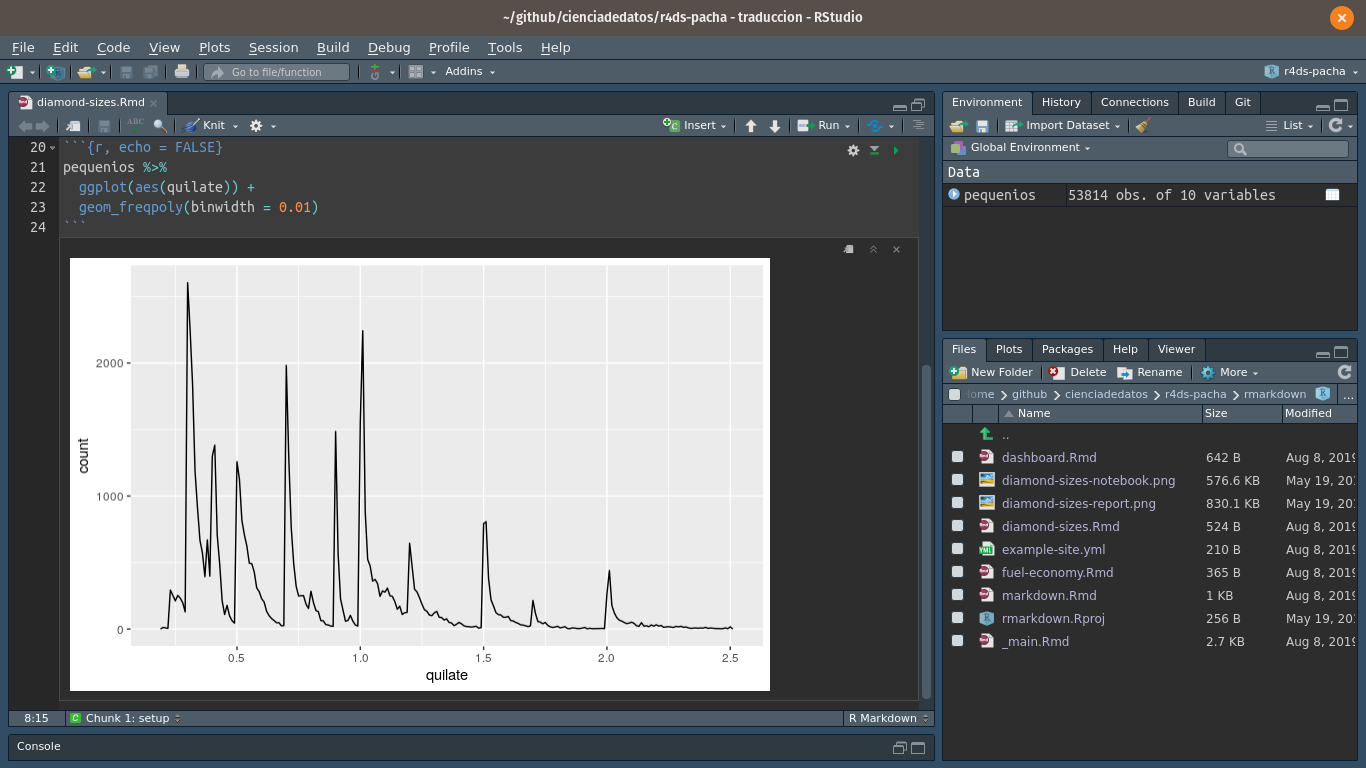 ~/github/cienciadedatos/r4ds-pacha - traduccion - RStudio
File Edit Code View Plots Session Build Debug Profile Tools Help
Go to file/function Addins r4ds-pacha
diamond-sizes.Rmd
ABC Knit Insert Run
20 ```{r, echo = FALSE}
21 pequenios %>%
22 ggplot(aes(quilate)) +
23 geom_freqpoly(binwidth = 0.01)
24 ```
2000
1000
0
count
0.5 1.0 1.5 2.0 2.5
quilate
8:15 C Chunk 1: setup R Markdown
Console
Environment History Connections Build Git
Import Dataset List
Global Environment
Data
pequenios 53814 obs. of 10 variables
Files Plots Packages Help Viewer
New Folder Delete Rename More
ome github cienciadedatos r4ds-pacha rmarkdown ...
Name Size Modified
..
dashboard.Rmd 642 B Aug 8, 2019
diamond-sizes-notebook.png 576.6 KB May 19, 20
diamond-sizes-report.png 830.1 KB May 19, 20
diamond-sizes.Rmd 524 B Aug 8, 2019
example-site.yml 210 B Aug 8, 2019
fuel-economy.Rmd 365 B Aug 8, 2019
markdown.Rmd 1 KB Aug 8, 2019
rmarkdown.Rproj 256 B May 19, 20
_main.Rmd 2.7 KB Aug 8, 2019